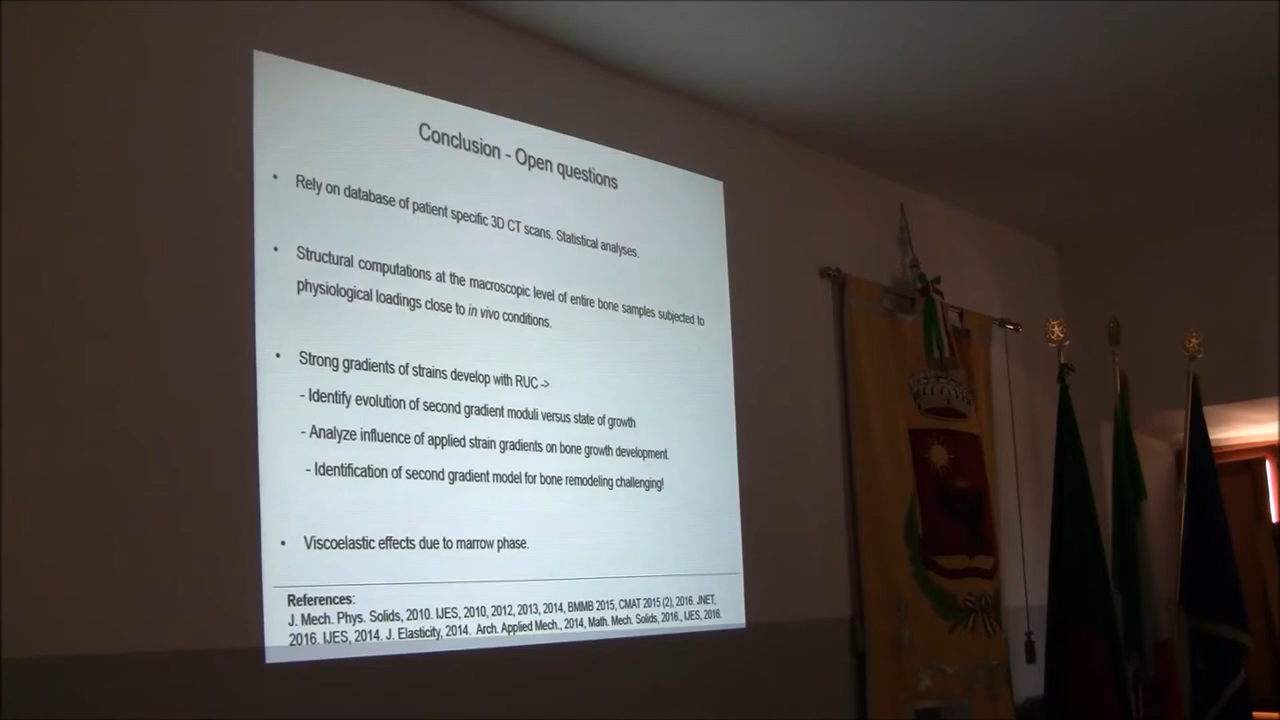 Conclusion - Open questions
• Rely on database of patient specific 3D CT scans. Statistical analyses.
• Structural computations at the macroscopic level of entire bone samples subjected to
physiological loadings close to in vivo conditions.
• Strong gradients of strains develop with RUC ->
- Identify evolution of second gradient moduli versus state of growth
- Analyze influence of applied strain gradients on bone growth development.
- Identification of second gradient model for bone remodeling challenging!
• Viscoelastic effects due to marrow phase.
References:
J. Mech. Phys. Solids, 2010. IJES, 2010, 2012, 2013, 2014, BMMB 2015, CMAT 2015 (2), 2016. JNET,
2016. IJES, 2014. J. Elasticity, 2014. Arch. Applied Mech., 2014, Math. Mech. Solids, 2016., IJES, 2016.